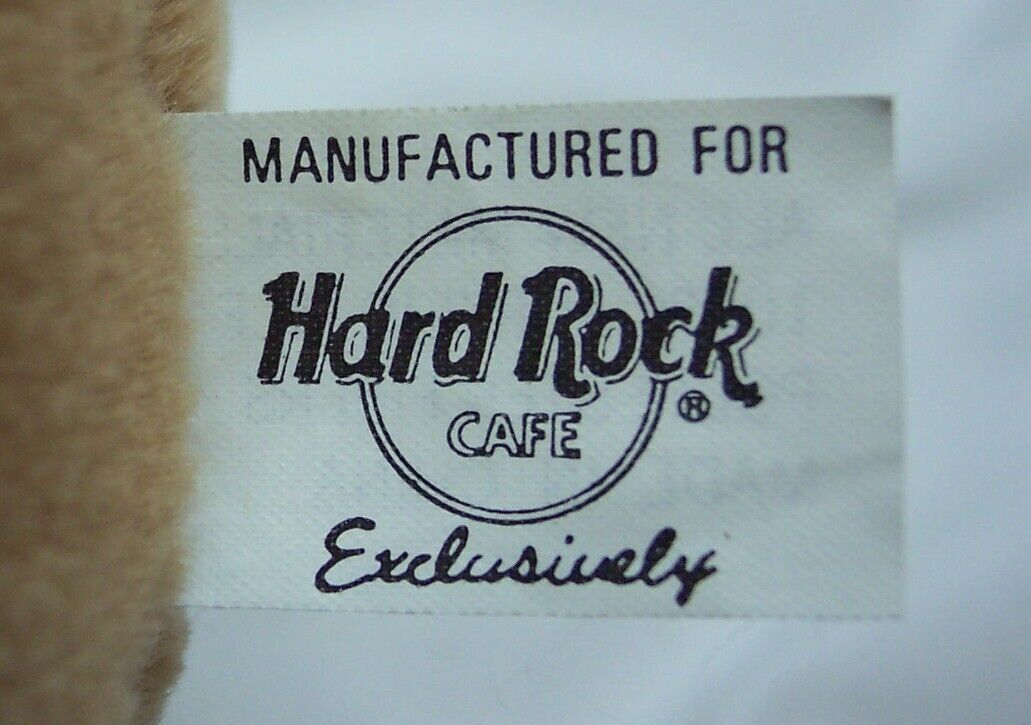 MANUFACTURED FOR
Hard Rock ®
CAFE
Exclusively